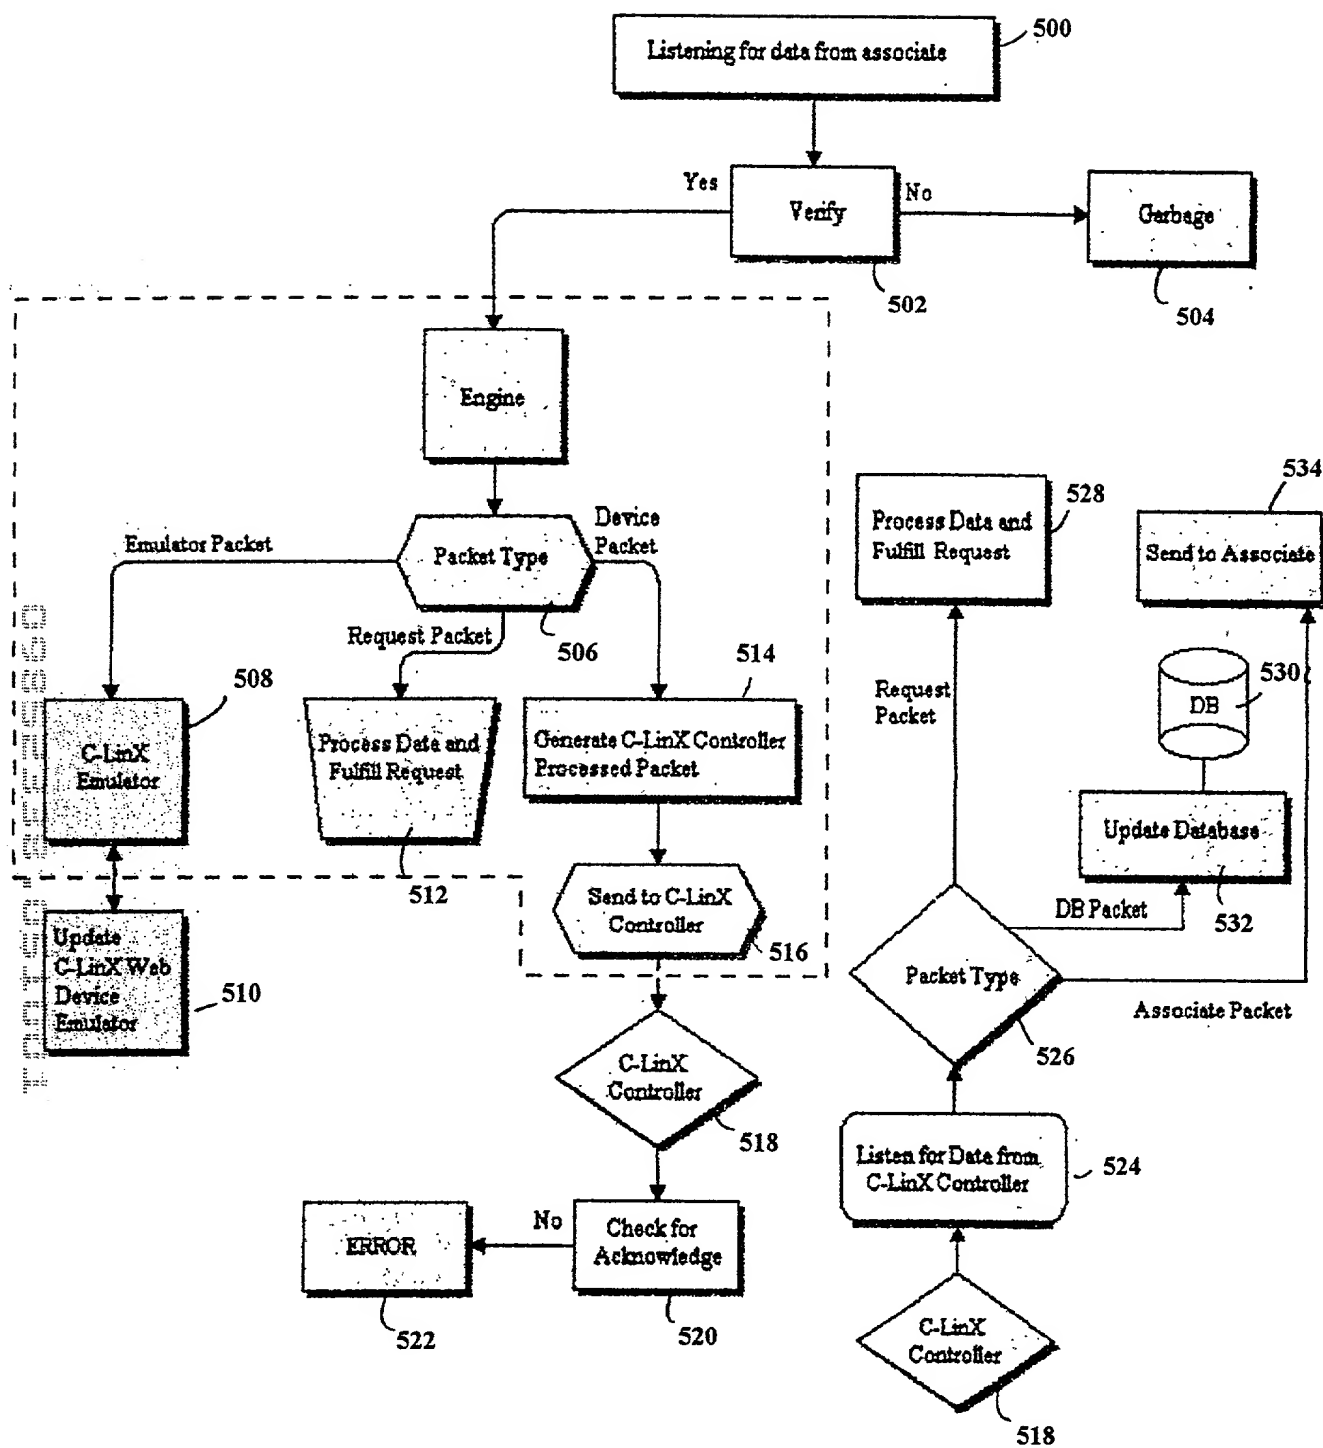 500
Listening for data from associate
Yes
Verify
No
Garbage
502
504
Engine
Emulator Packet
Packet Type
Device
Packet
506
Request Packet
508
C-LinX
Emulator
Process Data and
Fulfill Request
512
514
Generate C-LinX Controller
Processed Packet
Send to C-LinX
Controller
516
Update
C-LinX Web
Device
Emulator
510
C-LinX
Controller
518
Check for
Acknowledge
520
No
ERROR
522
528
Process Data and
Fulfill Request
534
Send to Associate
Request
Packet
530
DB
Update Database
532
DB Packet
Packet Type
526
Associate Packet
Listen for Data from
C-LinX Controller
524
C-LinX
Controller
518